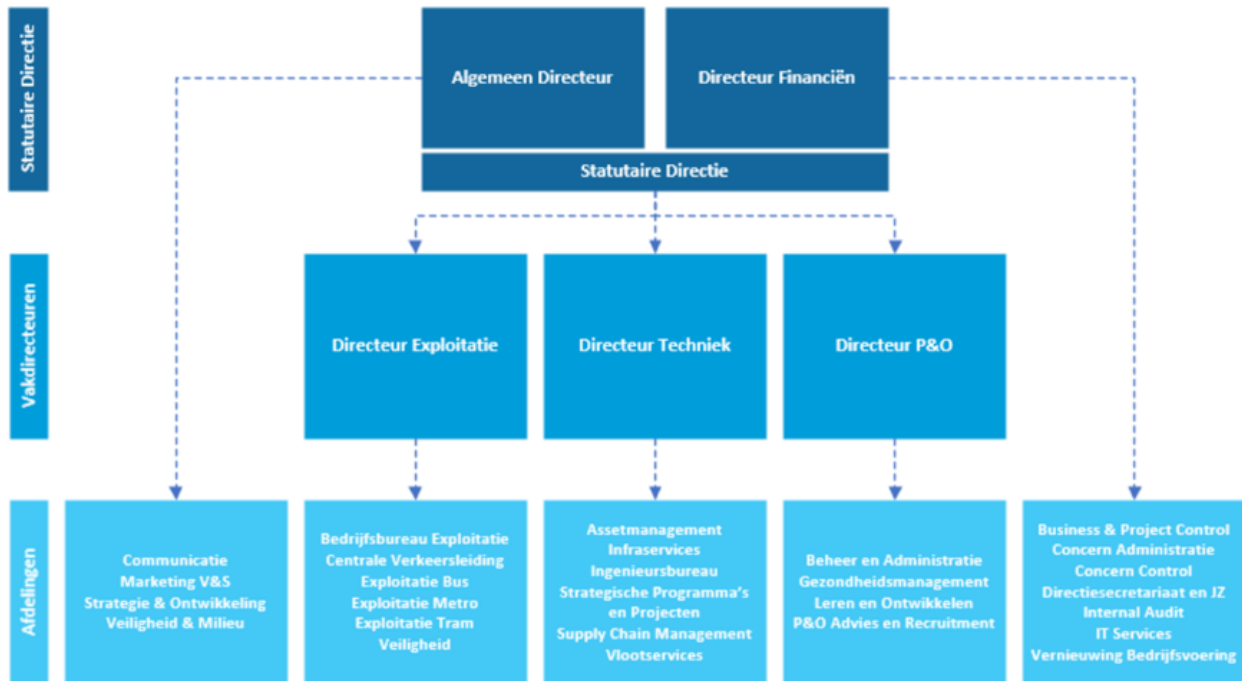 Statutaire Directie
Algemeen Directeur
Directeur Financiën
Statutaire Directie
Vakdirecteuren
Directeur Exploitatie
Directeur Techniek
Directeur P&O
Afdelingen
Communicatie
Marketing V&S
Strategie & Ontwikkeling
Veiligheid & Milieu
Bedrijfsbureau Exploitatie
Centrale Verkeersleiding
Exploitatie Bus
Exploitatie Metro
Exploitatie Tram
Veiligheid
Assetmanagement
Infraservices
Ingenieursbureau
Strategische Programma's
en Projecten
Supply Chain Management
Vlootservices
Beheer en Administratie
Gezondheidsmanagement
Leren en Ontwikkelen
P&O Advies en Recruitment
Business & Project Control
Concern Administratie
Concern Control
Directiesecretariaat en JZ
Internal Audit
IT Services
Vernieuwing Bedrijfsvoering